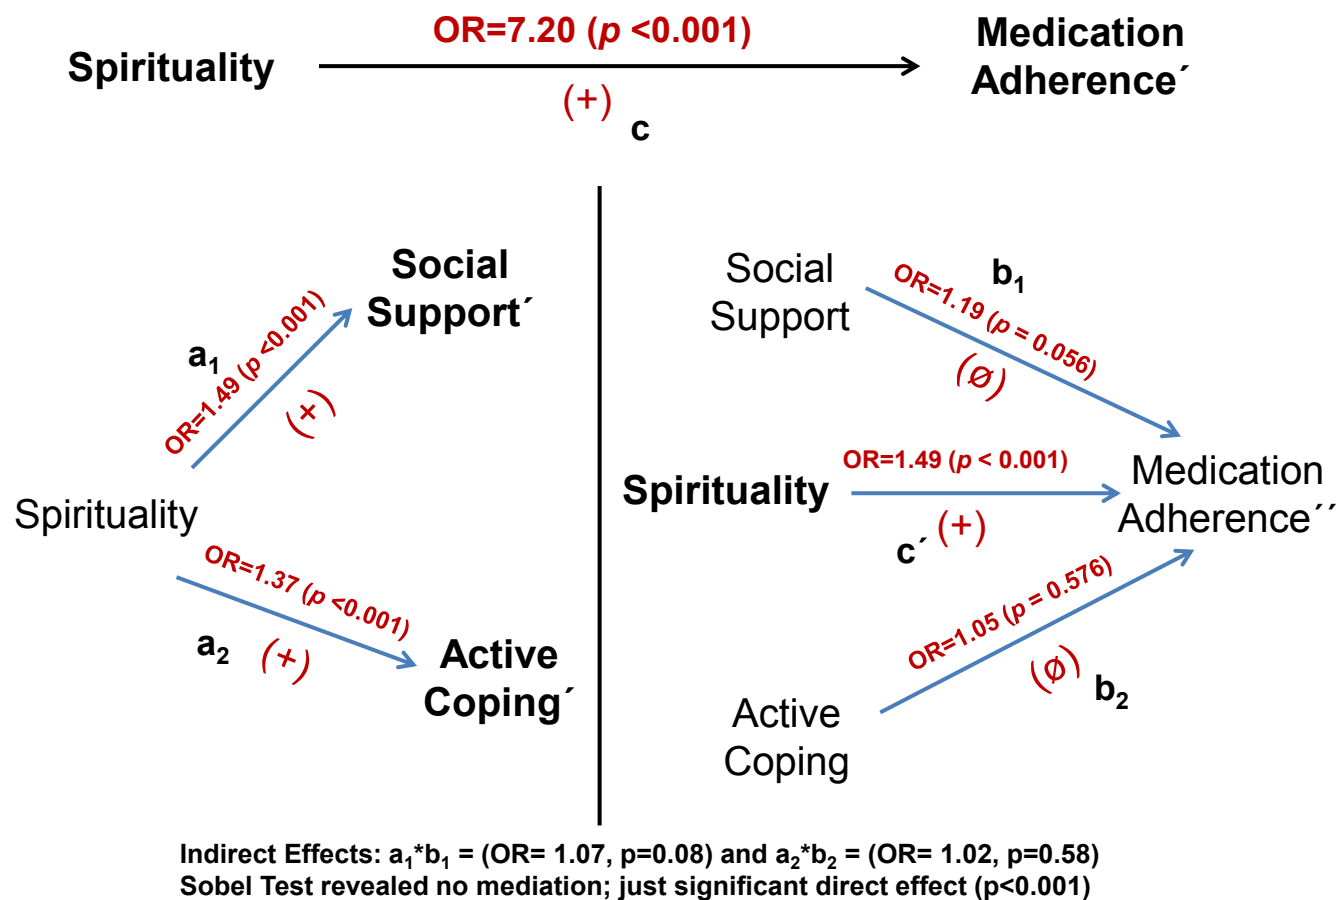 OR=7.20 (p <0.001)
Spirituality
Medication
Adherence´
(+)
c
Social
Support´
a₁
OR=1.49 (p <0.001)
(+)
Spirituality
OR=1.37 (p <0.001)
a₂
(+)
Active
Coping´
Social
Support
b₁
OR=1.19 (p = 0.056)
(ø)
Spirituality
OR=1.49 (p < 0.001)
c´
(+)
Medication
Adherence´´
OR=1.05 (p = 0.576)
(ø)
b₂
Active
Coping
Indirect Effects: a₁*b₁ = (OR= 1.07, p=0.08) and a₂*b₂ = (OR= 1.02, p=0.58)
Sobel Test revealed no mediation; just significant direct effect (p<0.001)